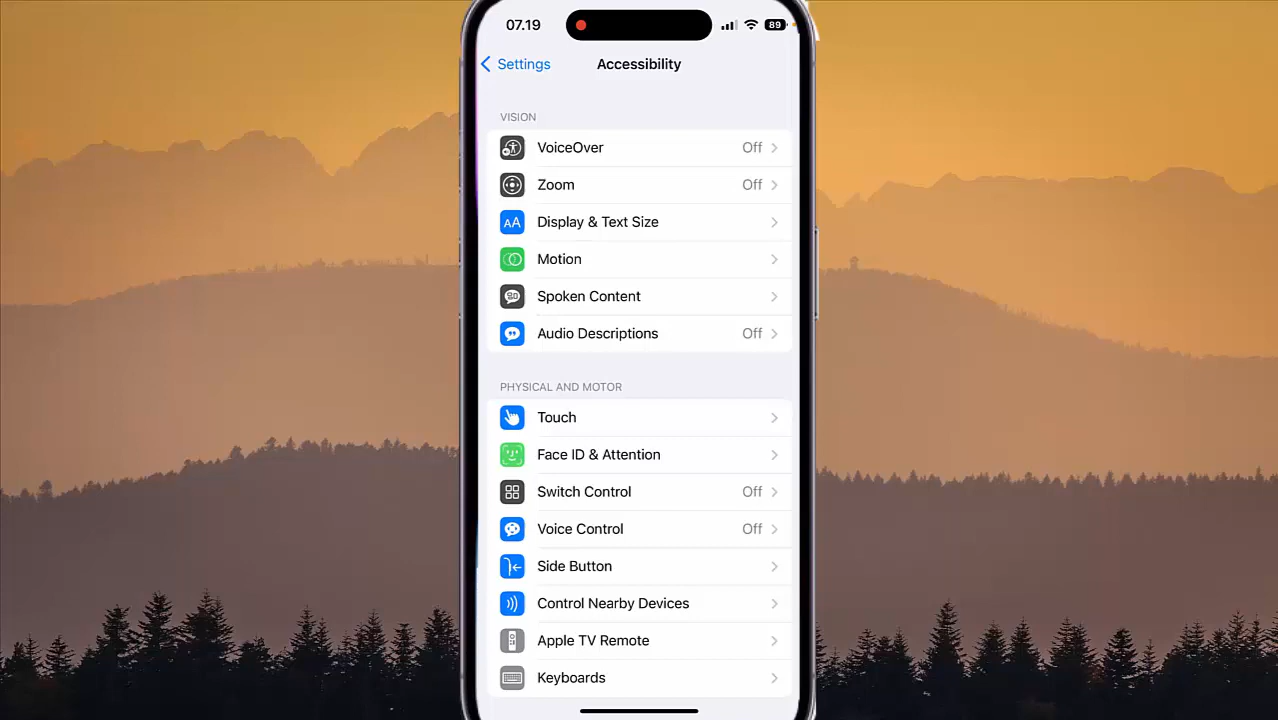 07.19
89
Settings
Accessibility
VISION
VoiceOver Off
Zoom Off
AA Display & Text Size
Motion
Spoken Content
Audio Descriptions Off
PHYSICAL AND MOTOR
Touch
Face ID & Attention
Switch Control Off
Voice Control Off
Side Button
Control Nearby Devices
Apple TV Remote
Keyboards